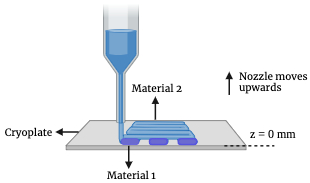 Nozzle moves
upwards
Material 2
Cryoplate
z = 0 mm
Material 1